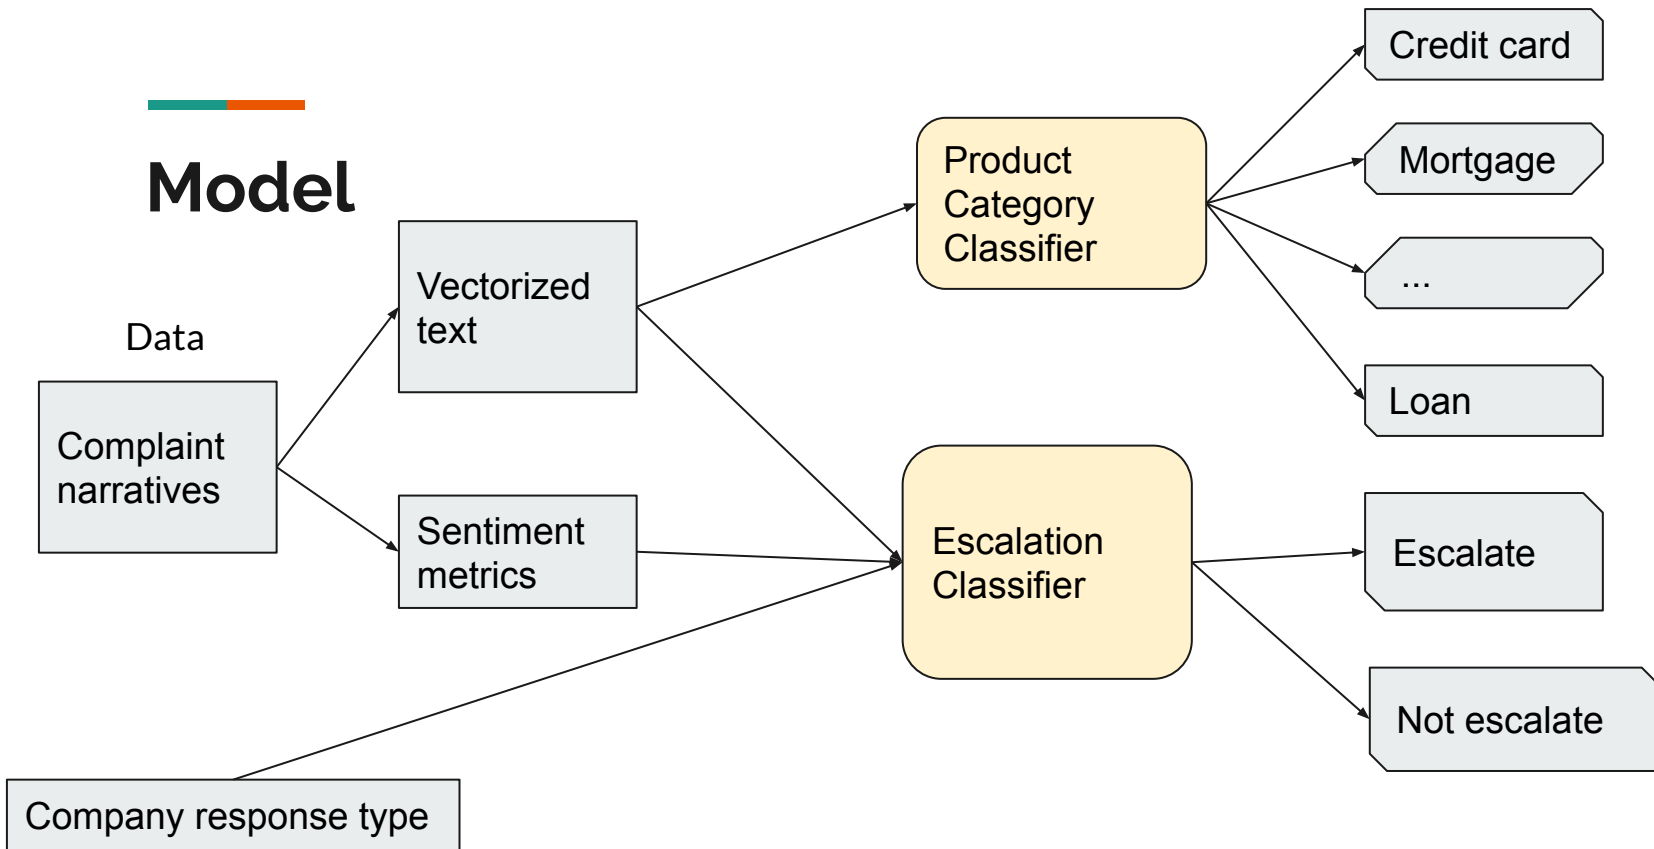 Model
Data
Complaint
narratives
Vectorized
text
Sentiment
metrics
Company response type
Product
Category
Classifier
Escalation
Classifier
Credit card
Mortgage
...
Loan
Escalate
Not escalate